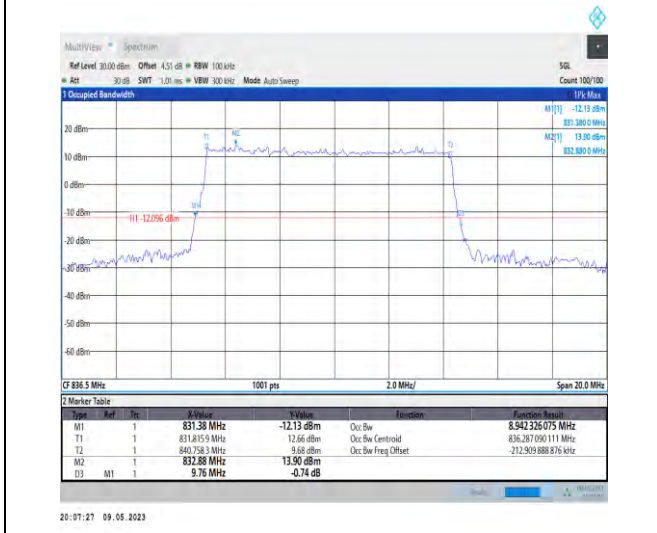 MultiView Spectrum
Ref Level 30.00 dBm Offset 4.51 dB RBW 100 kHz SGL
Att 30 dB SWT 1.01 ms VBW 300 kHz Mode Auto Sweep Count 100/100
1 Occupied Bandwidth 1Pk Max
M1[1] -12.13 dBm
831.3800 MHz
M2[1] 13.90 dBm
832.8800 MHz
20 dBm
10 dBm
0 dBm
-10 dBm
H1 -12.096 dBm
-20 dBm
-30 dBm
-40 dBm
-50 dBm
-60 dBm
T1
M2
T2
M1
D3
CF 836.5 MHz 1001 pts 2.0 MHz/ Span 20.0 MHz
2 Marker Table
Type Ref Trc X-Value Y-Value Function Function Result
M1 1 831.38 MHz -12.13 dBm Occ Bw 8.942 326 075 MHz
T1 1 831.815 9 MHz 12.66 dBm Occ Bw Centroid 836.287 090 111 MHz
T2 1 840.758 3 MHz 9.68 dBm Occ Bw Freq Offset -212.909 888 876 kHz
M2 1 832.88 MHz 13.90 dBm
D3 M1 1 9.76 MHz -0.74 dB
20:07:27 09.05.2023